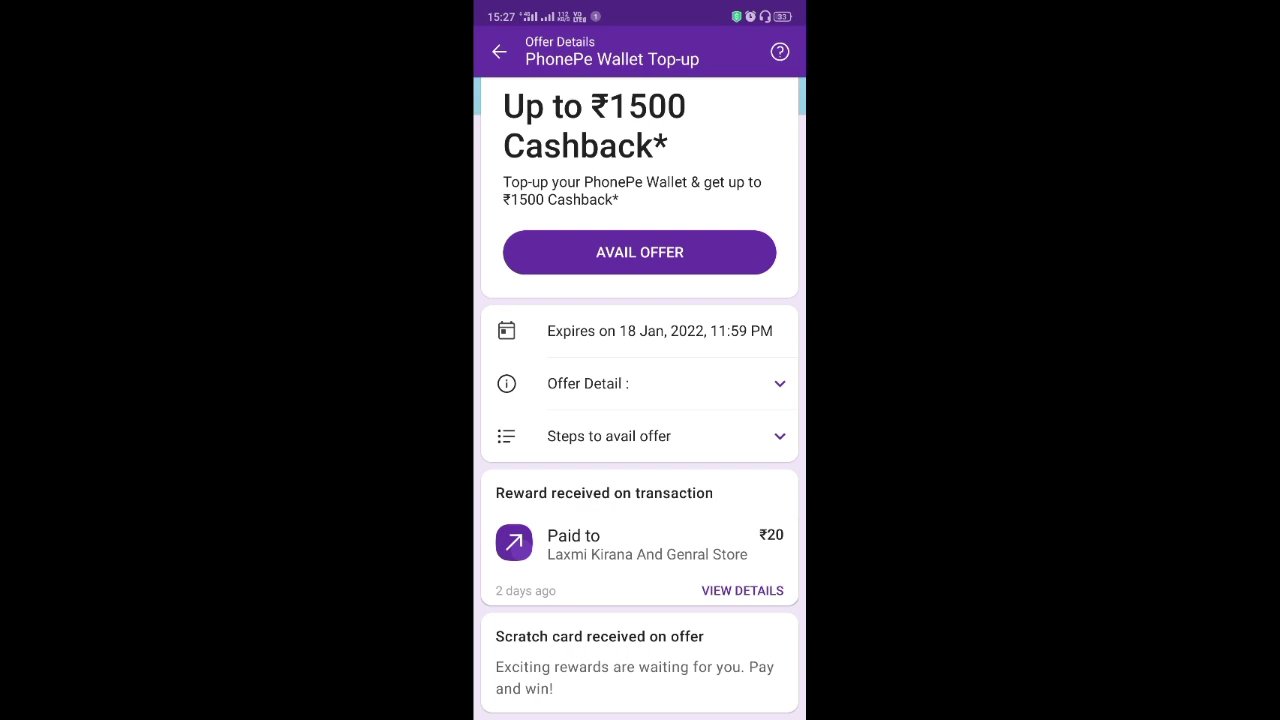 15:27
Offer Details
PhonePe Wallet Top-up
Up to ₹1500
Cashback*
Top-up your PhonePe Wallet & get up to
₹1500 Cashback*
AVAIL OFFER
Expires on 18 Jan, 2022, 11:59 PM
Offer Detail :
Steps to avail offer
Reward received on transaction
Paid to ₹20
Laxmi Kirana And Genral Store
2 days ago VIEW DETAILS
Scratch card received on offer
Exciting rewards are waiting for you. Pay
and win!